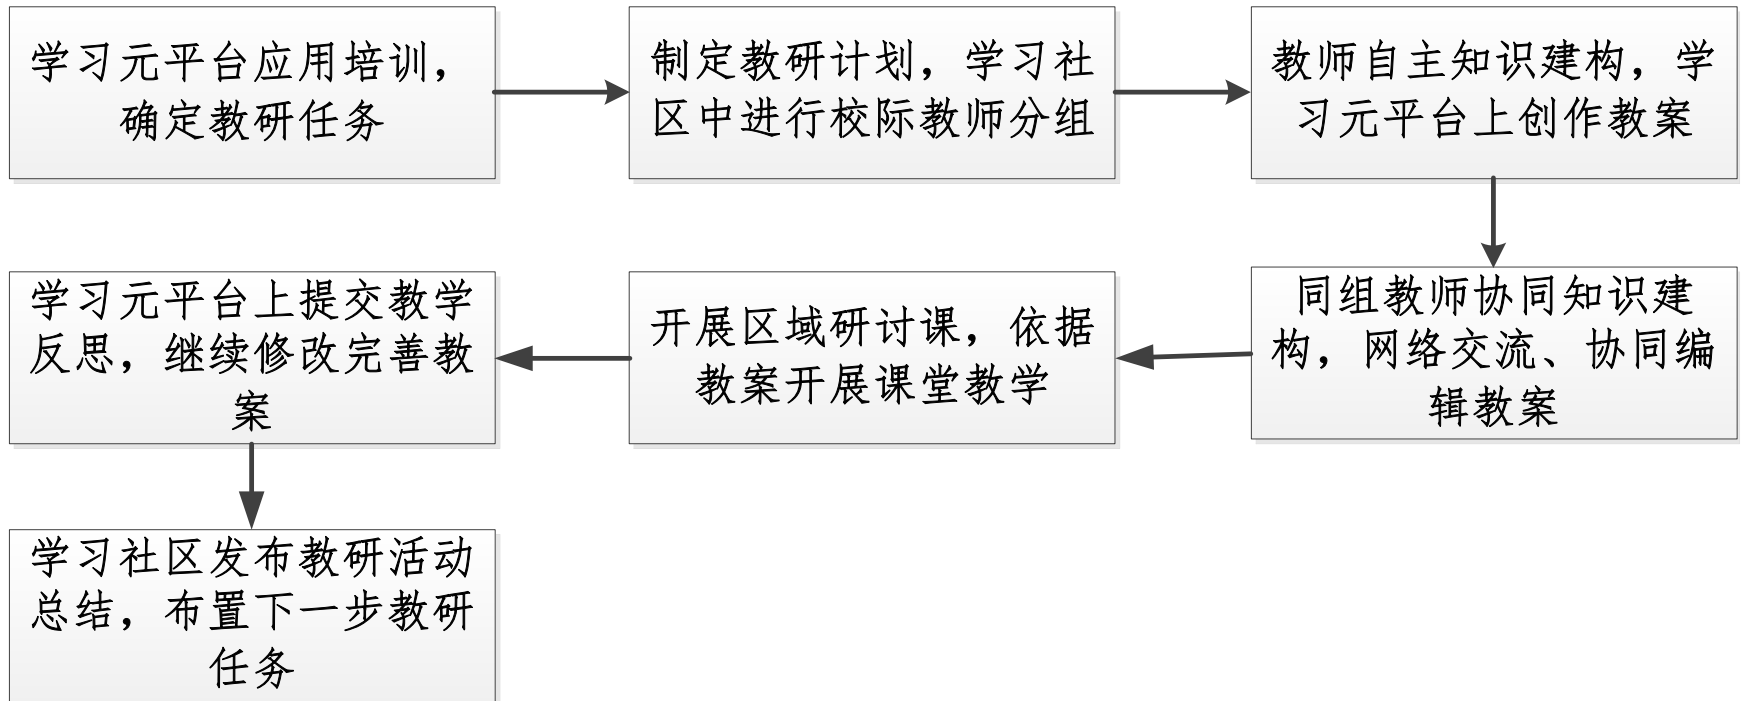 学习元平台应用培训，
确定教研任务
制定教研计划，学习社
区中进行校际教师分组
教师自主知识建构，学
习元平台上创作教案
同组教师协同知识建
构，网络交流、协同编
辑教案
开展区域研讨课，依据
教案开展课堂教学
学习元平台上提交教学
反思，继续修改完善教
案
学习社区发布教研活动
总结，布置下一步教研
任务